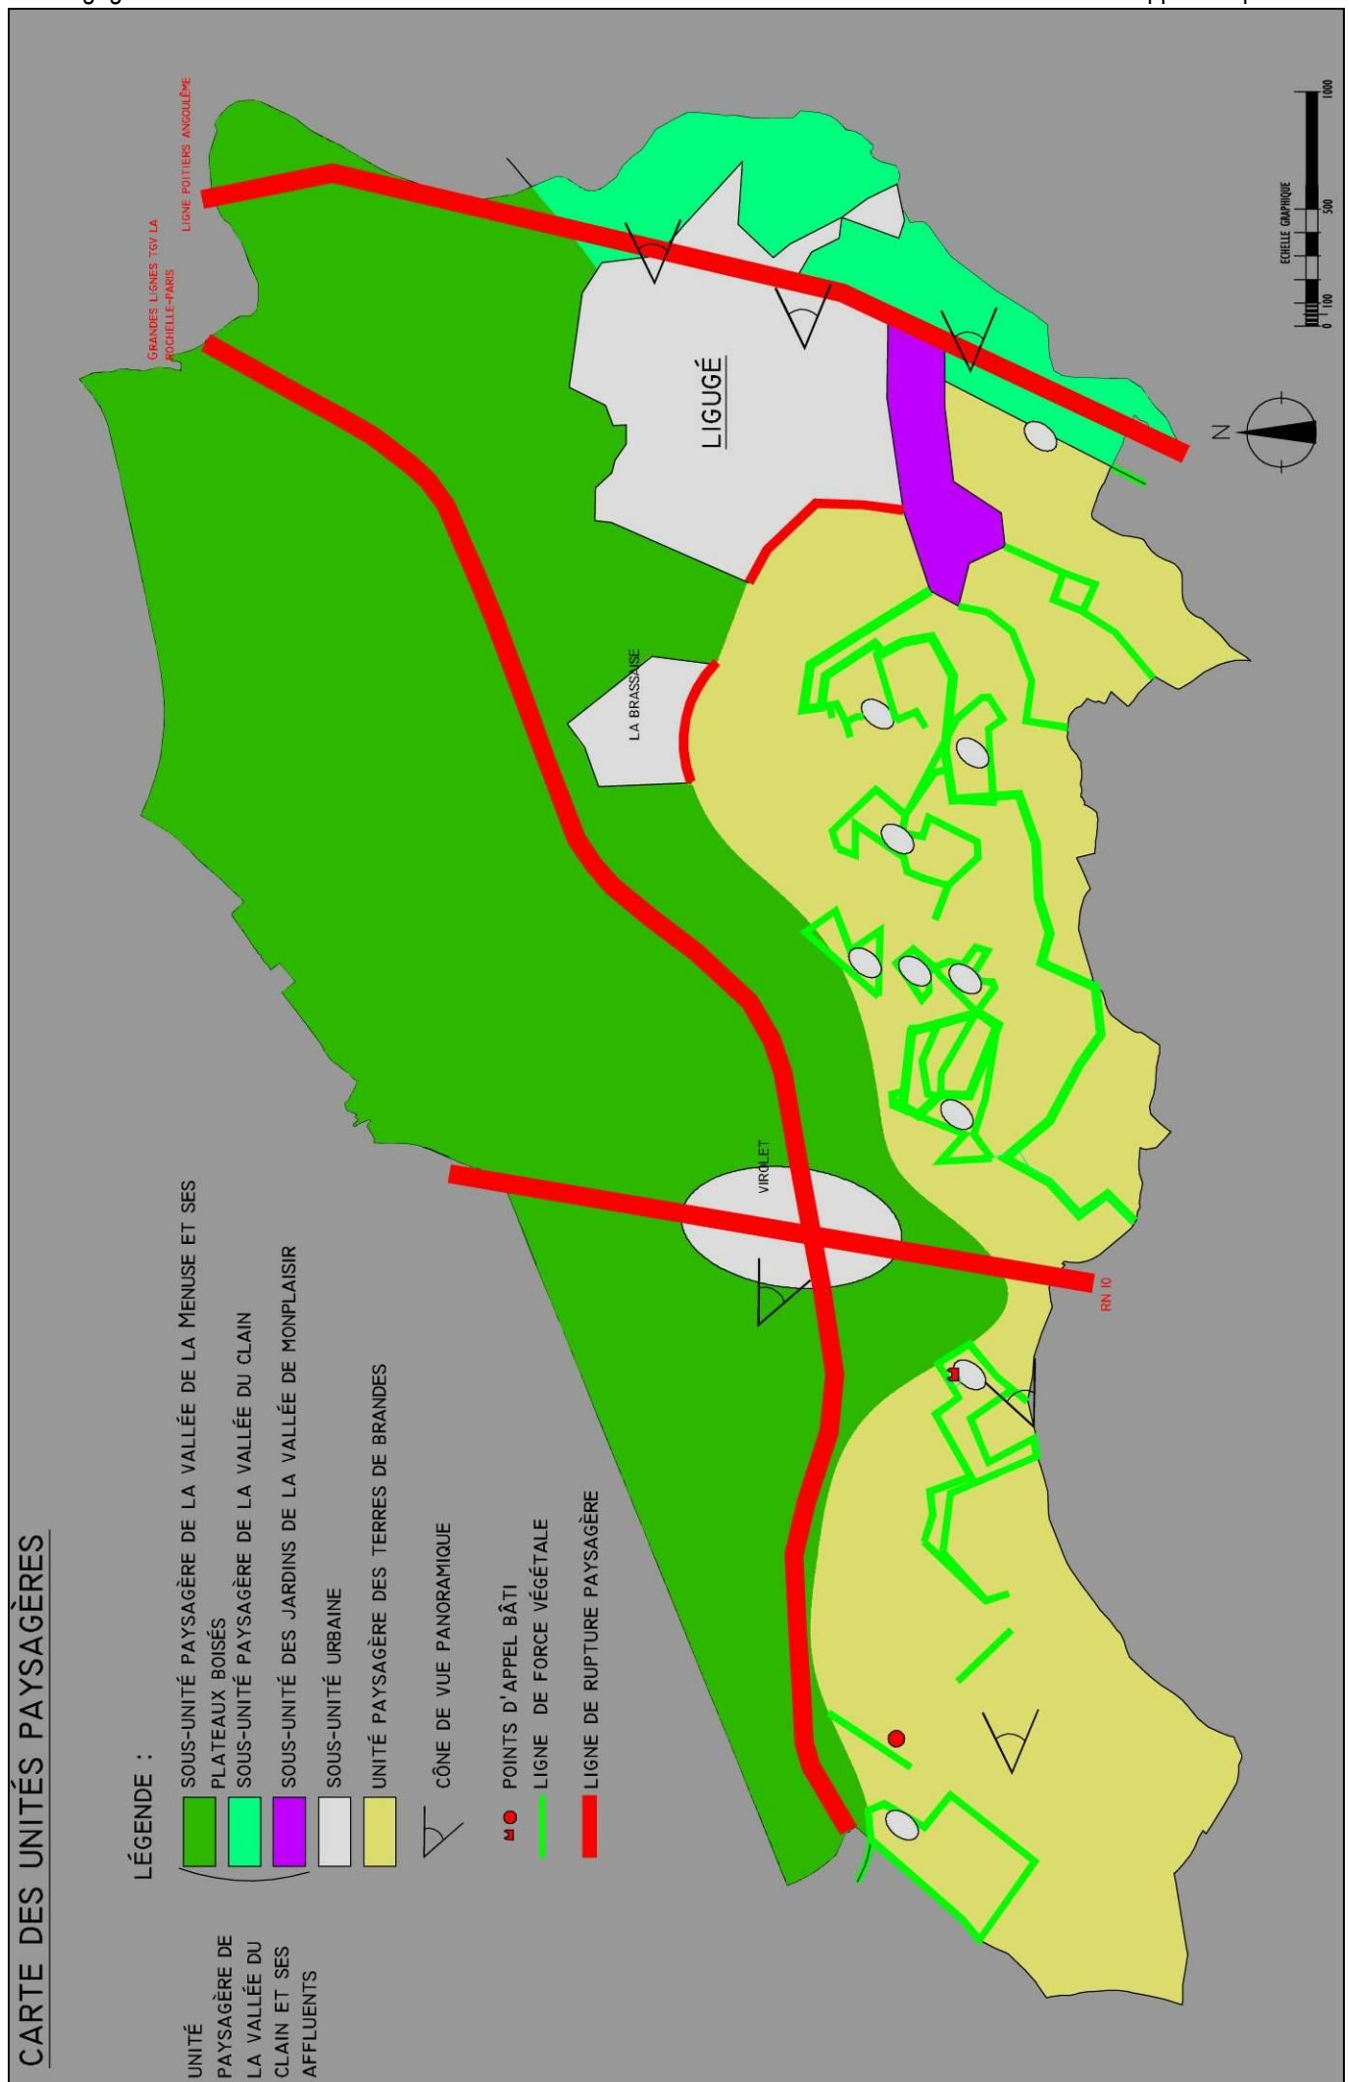 CARTE DES UNITÉS PAYSAGÈRES
LÉGENDE :
UNITÉ
PAYSAGÈRE DE
LA VALLÉE DU
CLAIN ET SES
AFFLUENTS
SOUS-UNITÉ PAYSAGÈRE DE LA VALLÉE DE LA MENUSE ET SES
PLATEAUX BOISÉS
SOUS-UNITÉ PAYSAGÈRE DE LA VALLÉE DU CLAIN
SOUS-UNITÉ DES JARDINS DE LA VALLÉE DE MONPLAISIR
SOUS-UNITÉ URBAINE
UNITÉ PAYSAGÈRE DES TERRES DE BRANDES
CÔNE DE VUE PANORAMIQUE
POINTS D'APPEL BÂTI
LIGNE DE FORCE VÉGÉTALE
LIGNE DE RUPTURE PAYSAGÈRE
GRANDES LIGNES TGV LA
ROCHELLE-PARIS
LIGNE POITIERS ANGOULÊME
LIGUGÉ
LA BRASSAISE
VIROLET
RN 10
N
ECHELLE GRAPHIQUE
0 100 500 1000